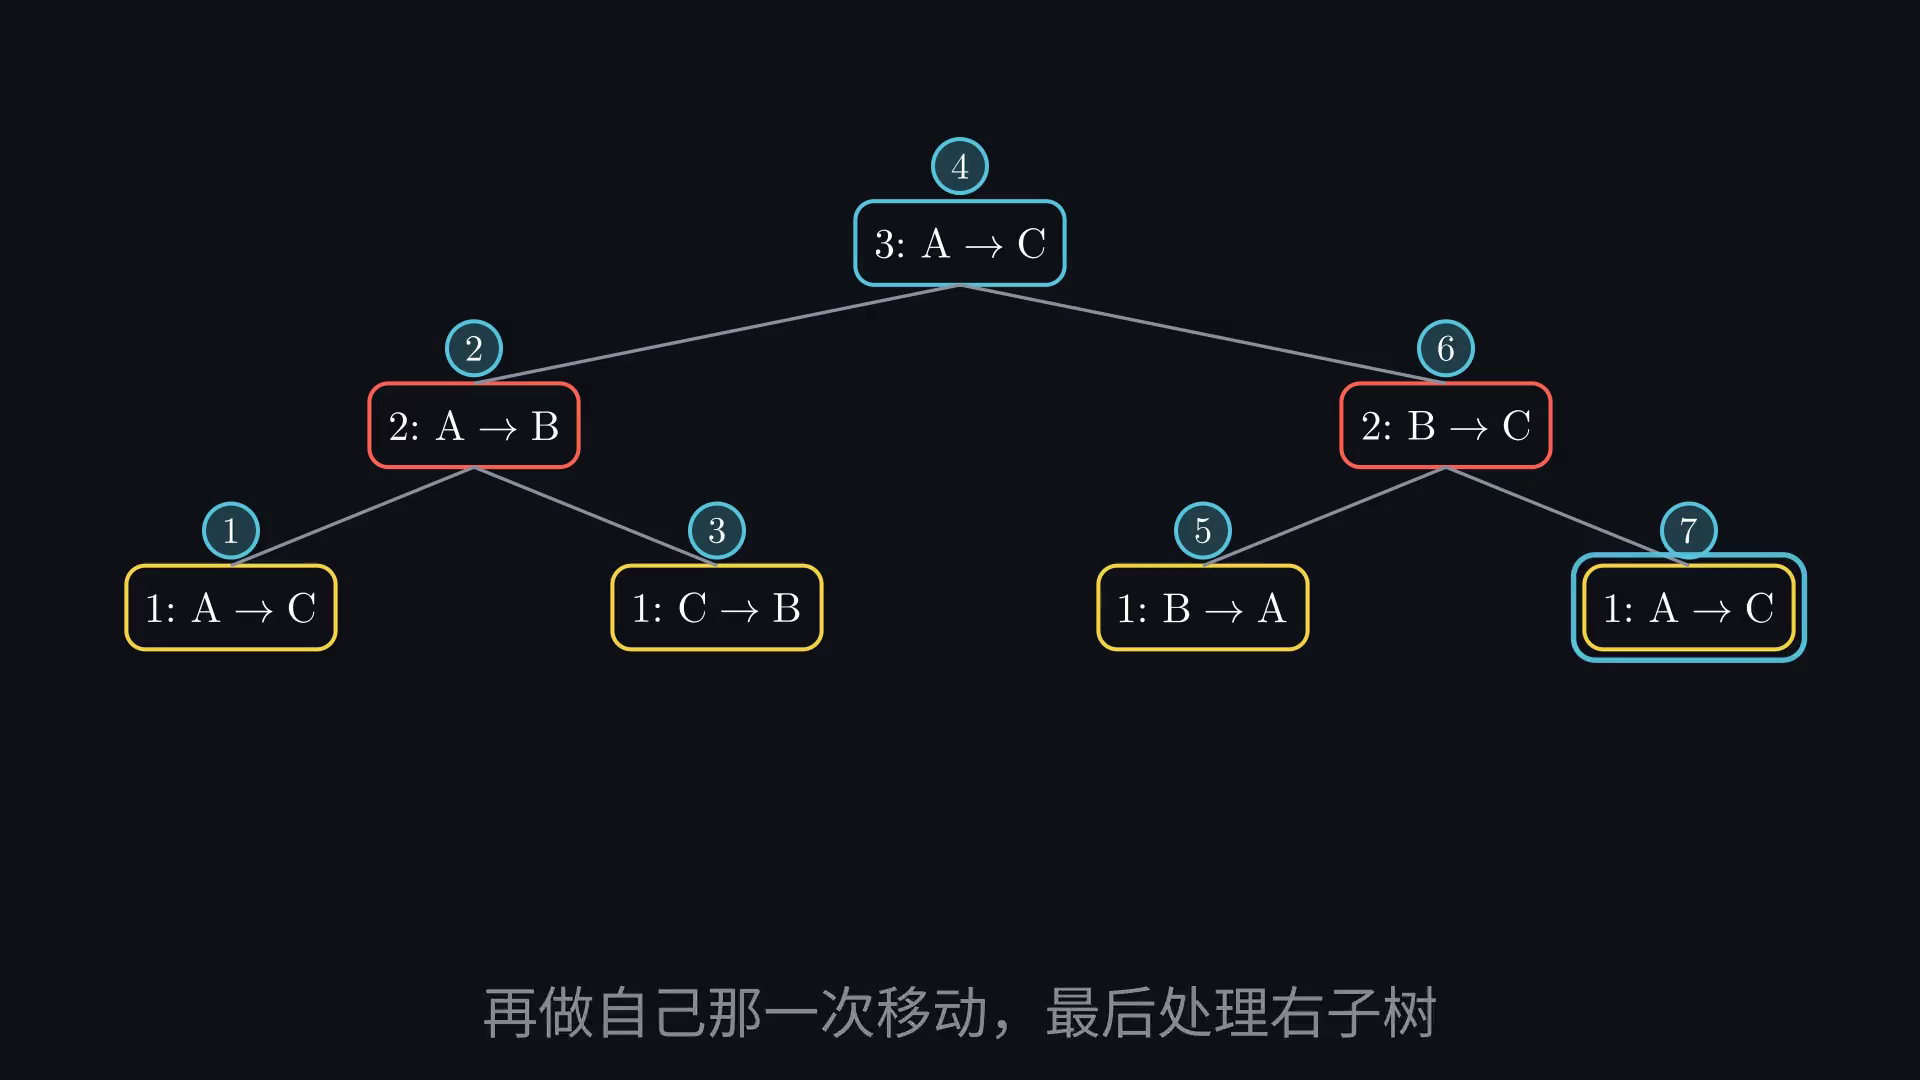 4
3: A → C
2
6
2: A → B
2: B → C
1
3
5
7
1: A → C
1: C → B
1: B → A
1: A → C
再做自己那一次移动，最后处理右子树